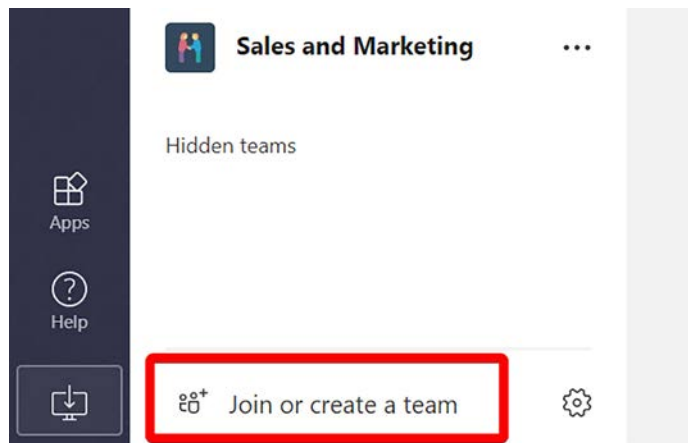 Sales and Marketing
Hidden teams
Apps
Help
Join or create a team